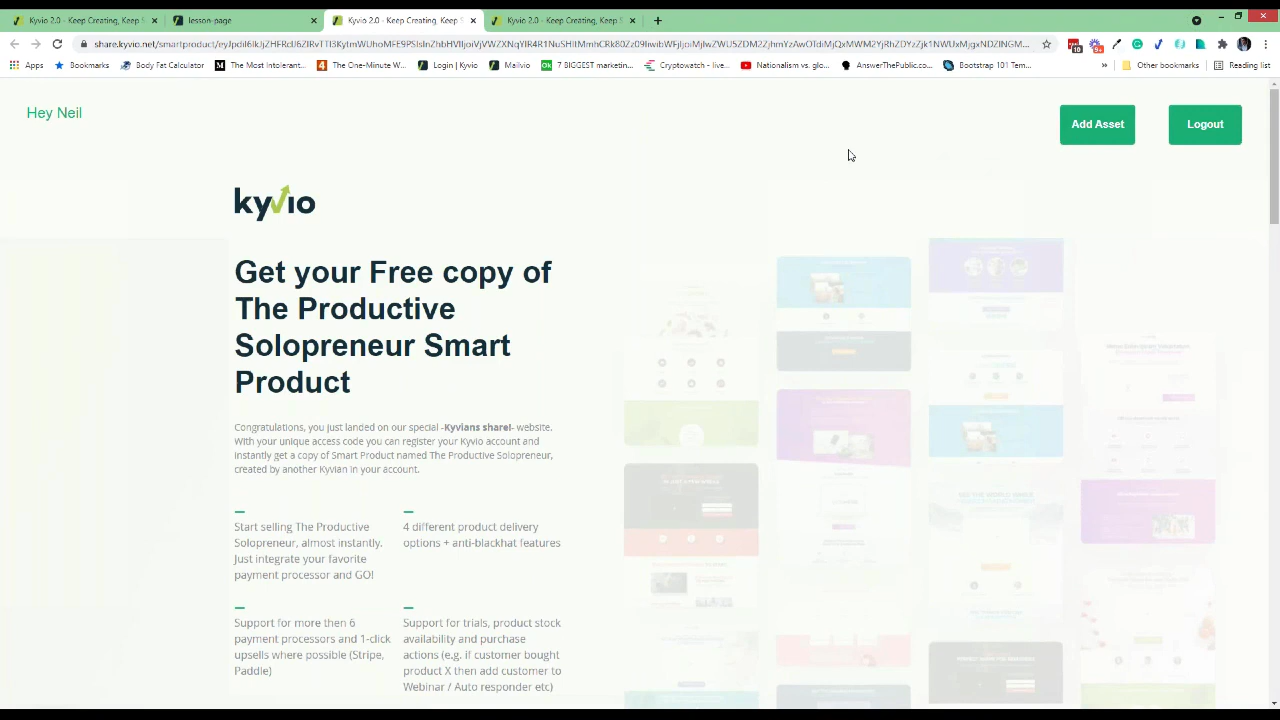 Kyvio 2.0 - Keep Creating, Keep S
lesson-page
Kyvio 2.0 - Keep Creating, Keep S
Kyvio 2.0 - Keep Creating, Keep S
Apps
Bookmarks
Body Fat Calculator
The Most Intolerant...
The One-Minute W...
Login | Kyvio
Mailvio
7 BIGGEST marketin...
Cryptowatch - live...
Nationalism vs. glo...
AnswerThePublic.co...
Bootstrap 101 Tem...
Other bookmarks
Reading list
Hey Neil
Add Asset
Logout
kyvio
Get your Free copy of
The Productive
Solopreneur Smart
Product
Congratulations, you just landed on our special -Kyvians share!- website.
With your unique access code you can register your Kyvio account and
instantly get a copy of Smart Product named The Productive Solopreneur,
created by another Kyvian in your account.
Start selling The Productive
Solopreneur, almost instantly.
Just integrate your favorite
payment processor and GO!
4 different product delivery
options + anti-blackhat features
Support for more then 6
payment processors and 1-click
upsells where possible (Stripe,
Paddle)
Support for trials, product stock
availability and purchase
actions (e.g. if customer bought
product X then add customer to
Webinar / Auto responder etc)